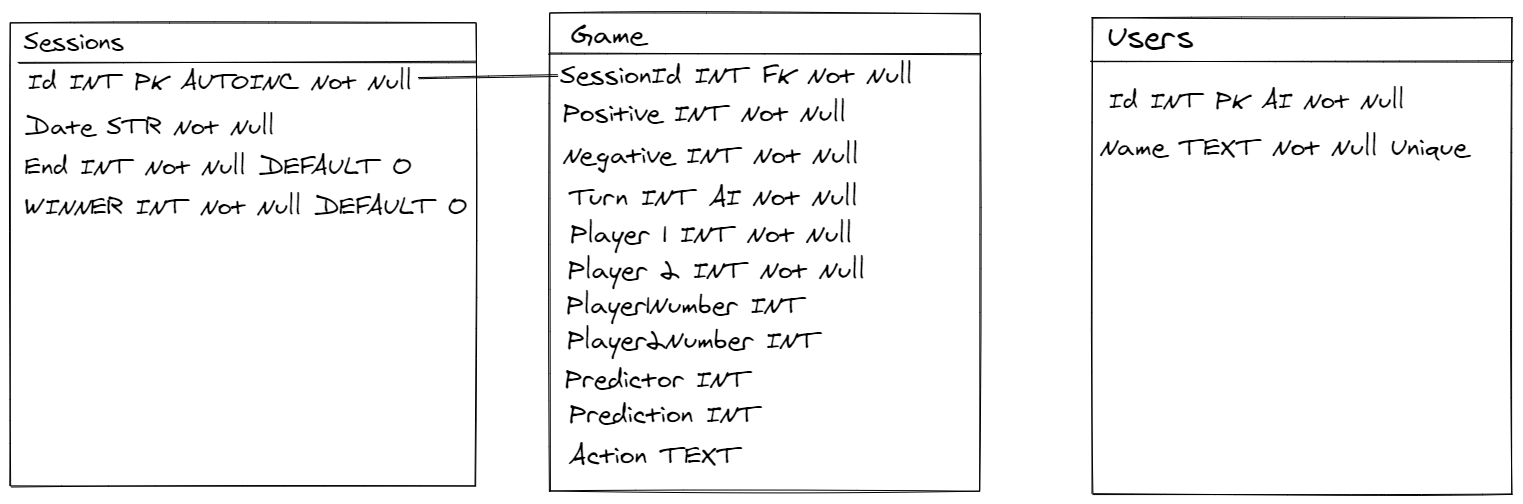 Sessions
Id INT PK AUTOINC Not Null
Date STR Not Null
End INT Not Null DEFAULT 0
WINNER INT Not Null DEFAULT 0
Game
SessionId INT FK Not Null
Positive INT Not Null
Negative INT Not Null
Turn INT AI Not Null
Player 1 INT Not Null
Player 2 INT Not Null
Player1Number INT
Player2Number INT
Predictor INT
Prediction INT
Action TEXT
Users
Id INT PK AI Not Null
Name TEXT Not Null Unique